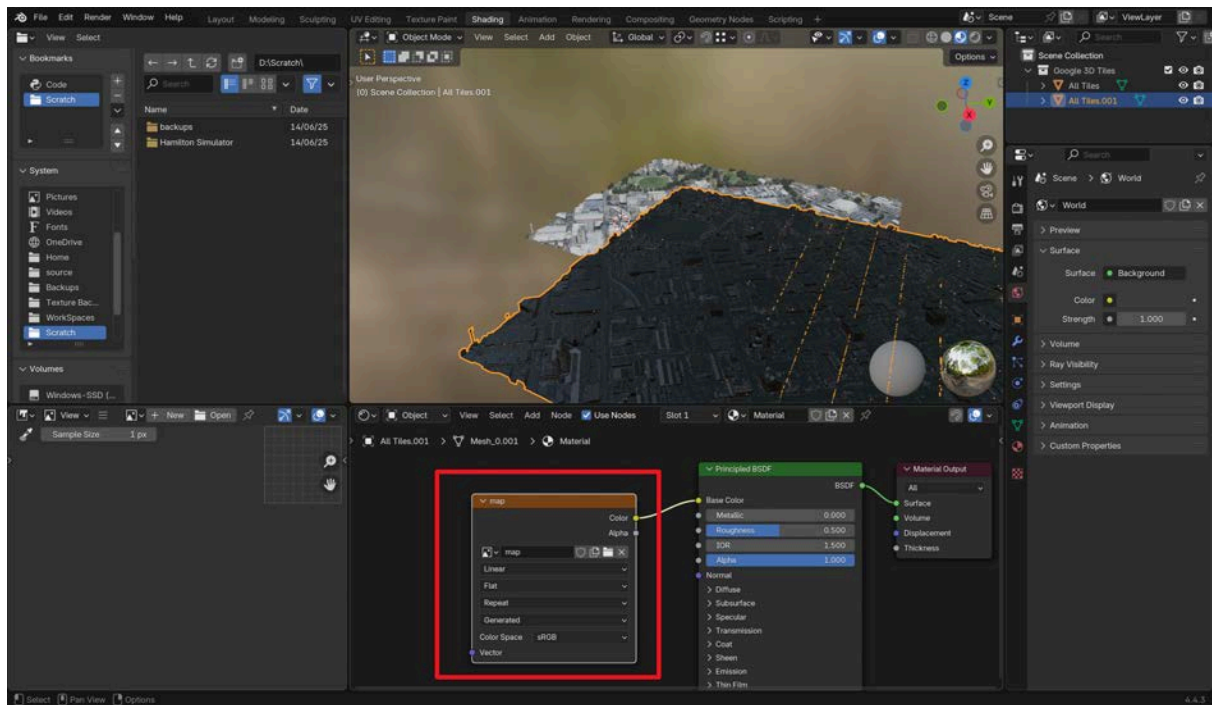 File Edit Render Window Help Layout Modeling Sculpting UV Editing Texture Paint Shading Animation Rendering Compositing Geometry Nodes Scripting + Scene ViewLayer
View Select
Bookmarks
Code
Scratch
System
Pictures
Videos
Fonts
OneDrive
Home
source
Backups
Texture Bac...
WorkSpaces
Scratch
Volumes
Windows-SSD (...
D:\Scratch\
Search
Name Date
backups 14/06/25
Hamilton Simulator 14/06/25
Object Mode View Select Add Object Global
Options
User Perspective
(0) Scene Collection | All Tiles.001
Search
Scene Collection
Google 3D Tiles
All Tiles
All Tiles.001
Search
Scene > World
World
Preview
Surface
Surface Background
Color
Strength 1.000
Volume
Ray Visibility
Settings
Viewport Display
Animation
Custom Properties
View + New Open
Sample Size 1 px
Object View Select Add Node Use Nodes Slot 1 Material
All Tiles.001 > Mesh_0.001 > Material
map
Color
Alpha
map
Linear
Flat
Repeat
Generated
Color Space sRGB
Vector
Principled BSDF
BSDF
Base Color
Metallic 0.000
Roughness 0.500
IOR 1.500
Alpha 1.000
Normal
Diffuse
Subsurface
Specular
Transmission
Coat
Sheen
Emission
Thin Film
Material Output
All
Surface
Volume
Displacement
Thickness
Select Pan View Options 4.4.3